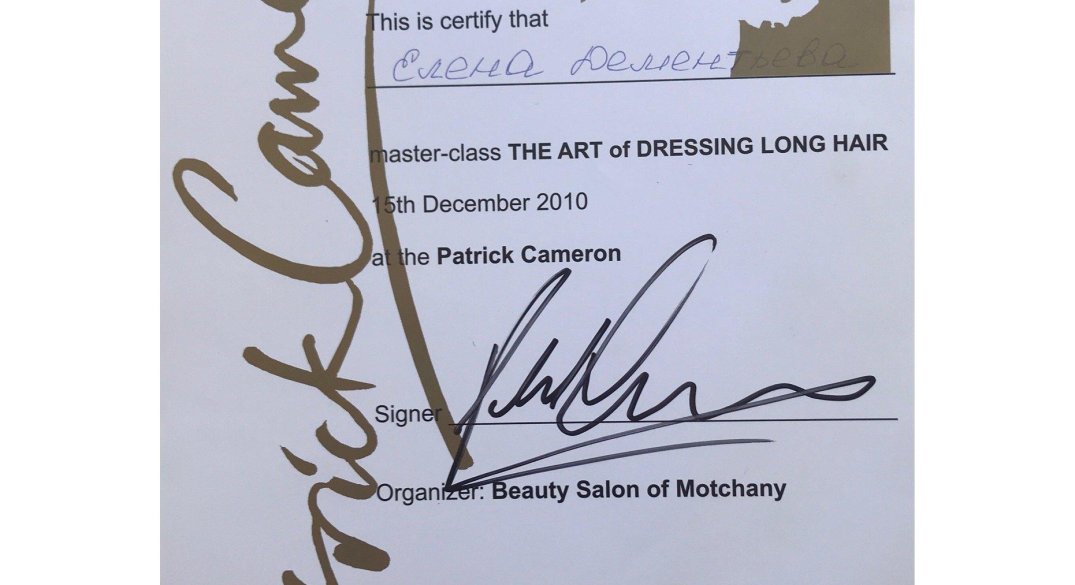 This is certify that
Елена Дементьева
master-class THE ART of DRESSING LONG HAIR
15th December 2010
at the Patrick Cameron
Signer
Organizer: Beauty Salon of Motchany